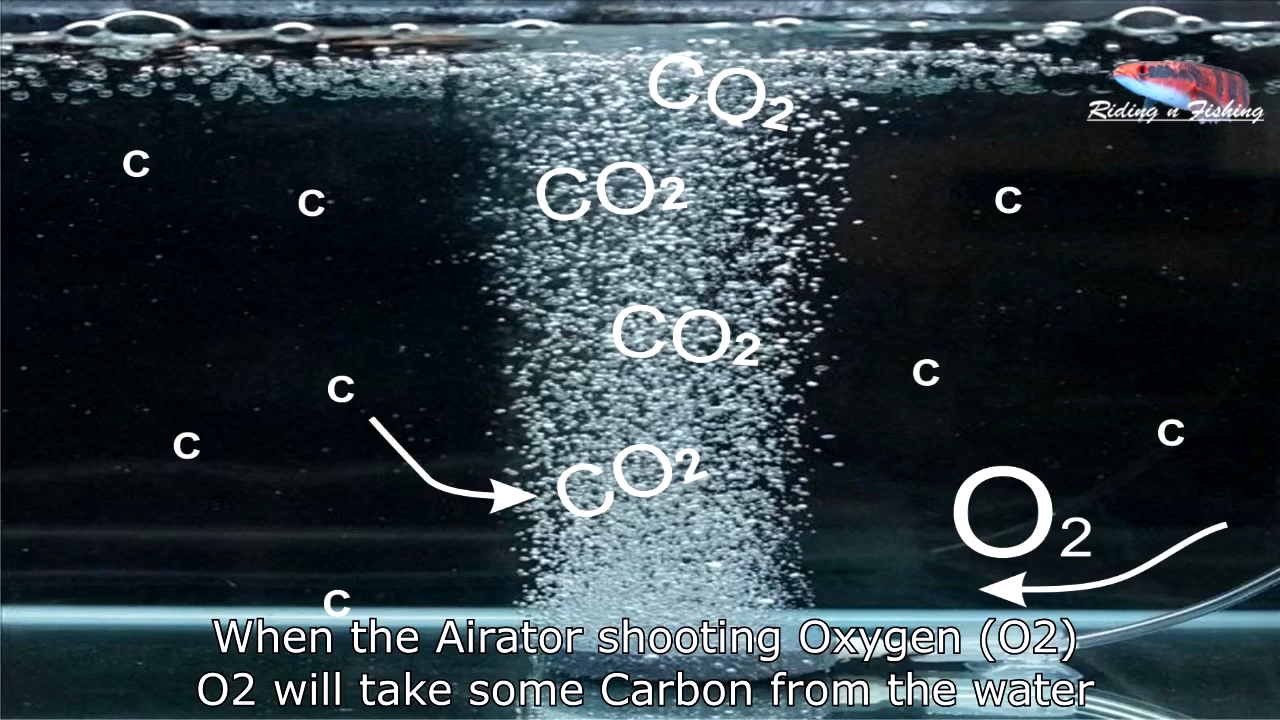 CO₂
Riding n Fishing
C
C
CO₂
C
CO₂
C
C
C
C
CO₂
O₂
C
When the Airator shooting Oxygen (O2)
O2 will take some Carbon from the water